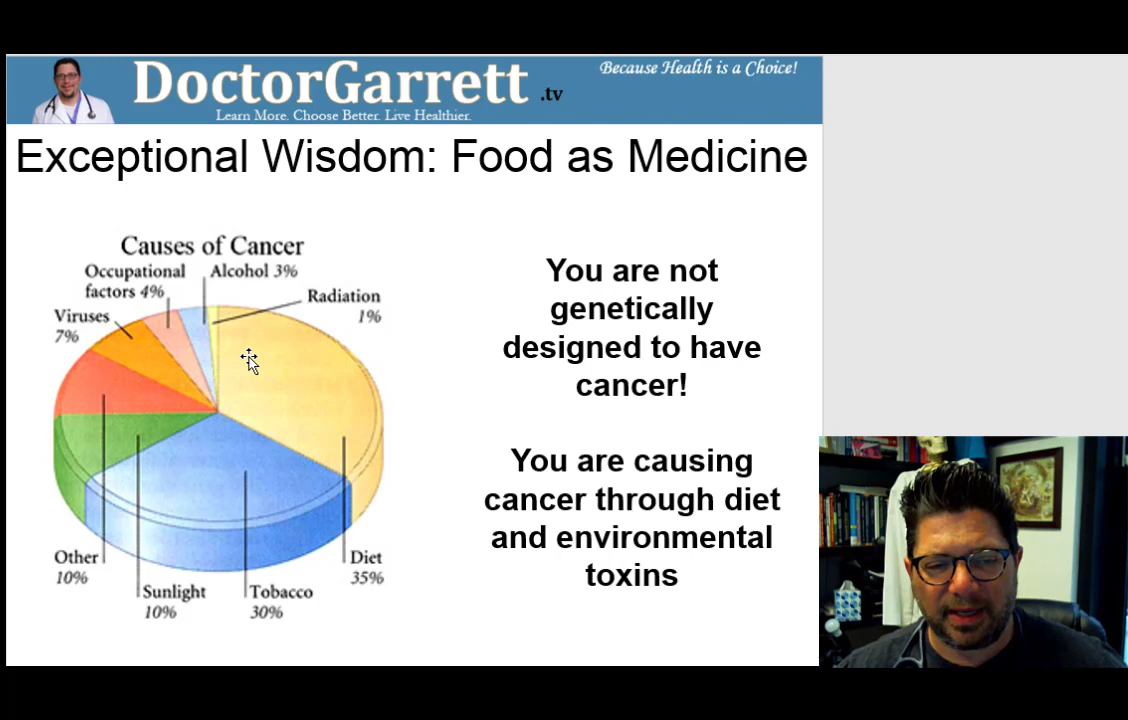 DoctorGarrett .tv
Because Health is a Choice!
Learn More. Choose Better. Live Healthier.
Exceptional Wisdom: Food as Medicine
Causes of Cancer
Occupational
factors 4%
Alcohol 3%
Radiation
1%
Viruses
7%
Other
10%
Sunlight
10%
Tobacco
30%
Diet
35%
You are not
genetically
designed to have
cancer!
You are causing
cancer through diet
and environmental
toxins